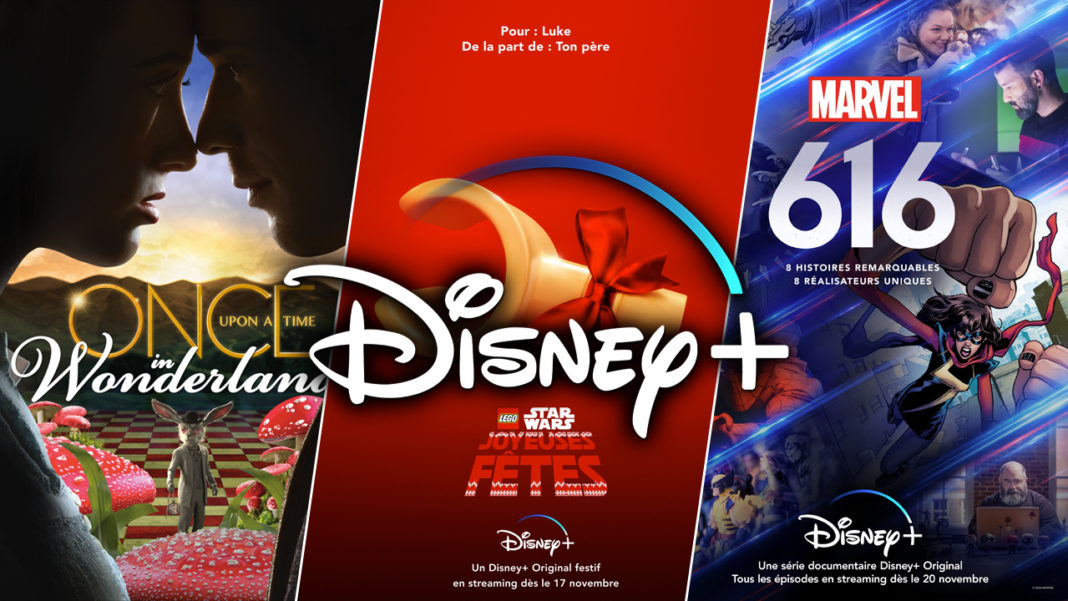 ONCE
UPON A TIME
in
Wonderland
Pour : Luke
De la part de : Ton père
Disney+
LEGO STAR WARS
JOYEUSES
FÊTES
Disney+
Un Disney+ Original festif
en streaming dès le 17 novembre
MARVEL
616
8 HISTOIRES REMARQUABLES
8 RÉALISATEURS UNIQUES
Disney+
Une série documentaire Disney+ Original
Tous les épisodes en streaming dès le 20 novembre